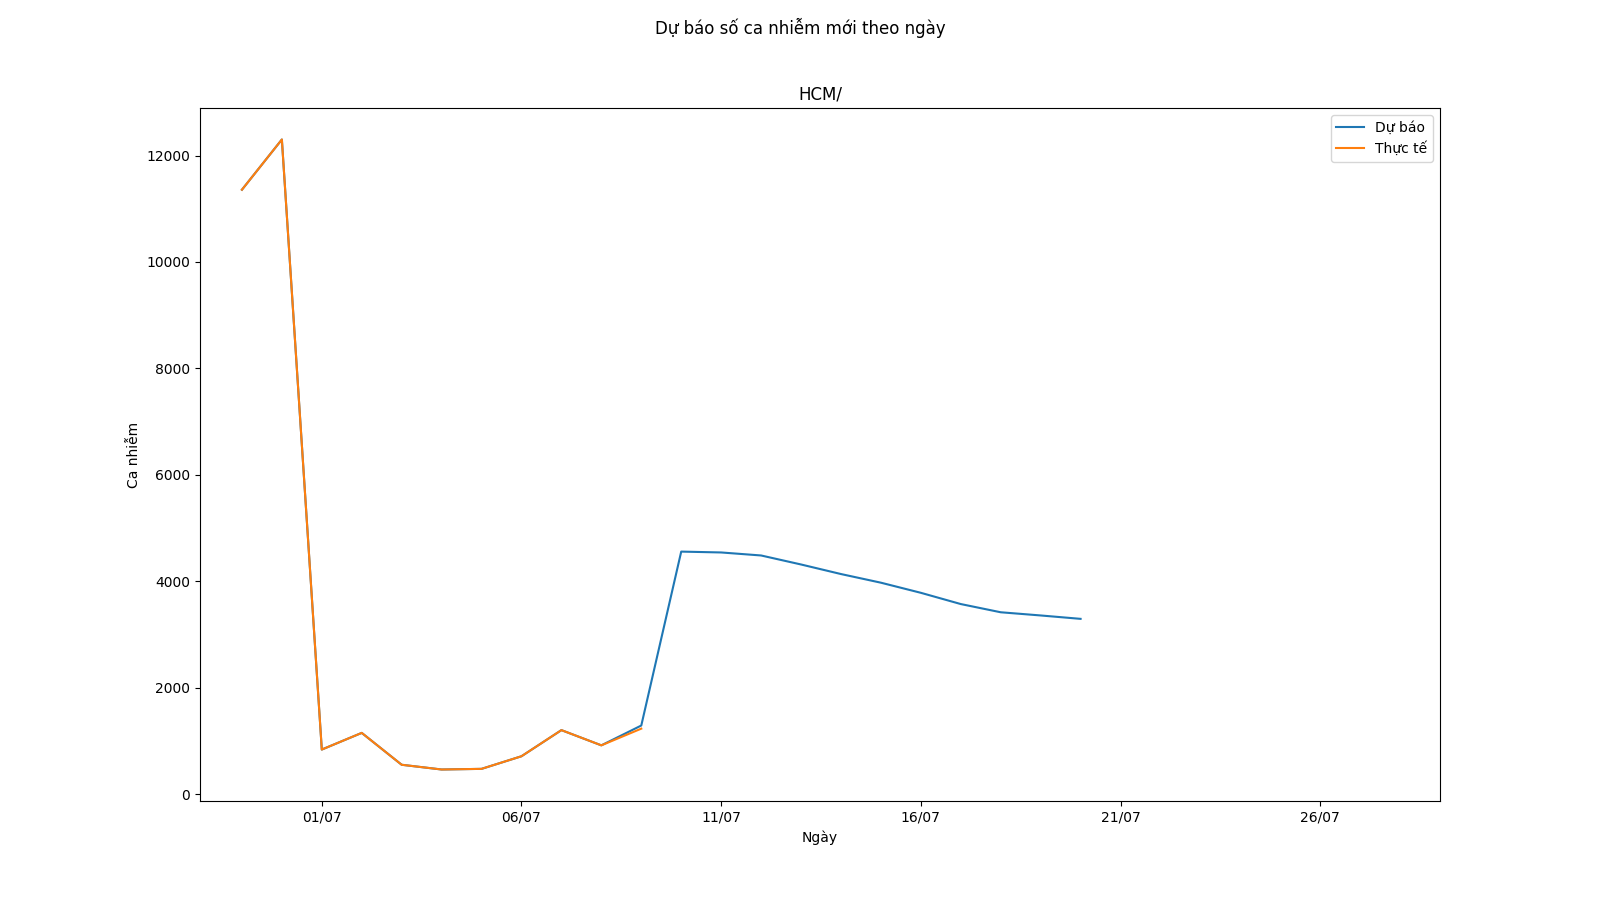 Dự báo số ca nhiễm mới theo ngày
HCM/
Dự báo
Thực tế
12000
10000
8000
6000
4000
2000
0
Ca nhiễm
01/07 06/07 11/07 16/07 21/07 26/07
Ngày